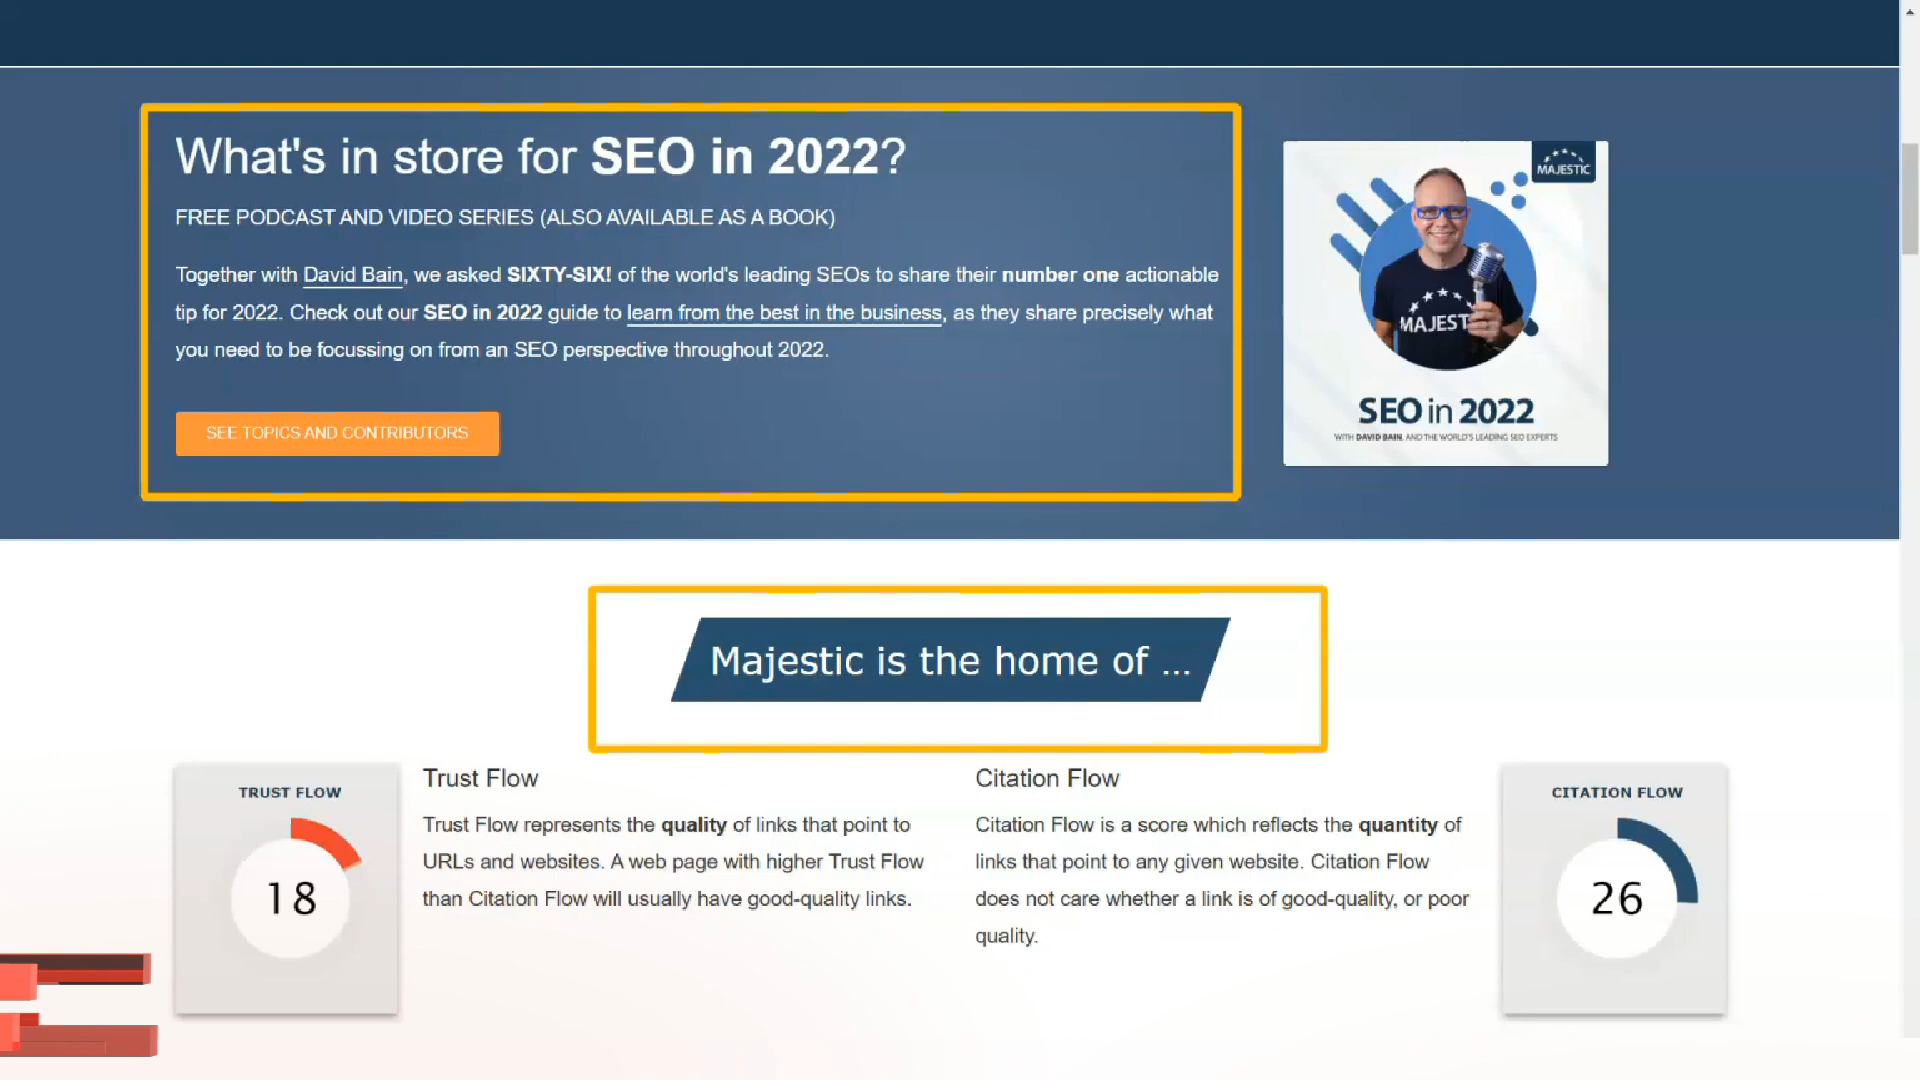 What's in store for SEO in 2022?
FREE PODCAST AND VIDEO SERIES (ALSO AVAILABLE AS A BOOK)
Together with David Bain, we asked SIXTY-SIX! of the world's leading SEOs to share their number one actionable
tip for 2022. Check out our SEO in 2022 guide to learn from the best in the business, as they share precisely what
you need to be focussing on from an SEO perspective throughout 2022.
SEE TOPICS AND CONTRIBUTORS
MAJESTIC
MAJEST
SEO in 2022
WITH DAVID BAIN, AND THE WORLD'S LEADING SEO EXPERTS
Majestic is the home of ...
TRUST FLOW
18
Trust Flow
Trust Flow represents the quality of links that point to
URLs and websites. A web page with higher Trust Flow
than Citation Flow will usually have good-quality links.
Citation Flow
Citation Flow is a score which reflects the quantity of
links that point to any given website. Citation Flow
does not care whether a link is of good-quality, or poor
quality.
CITATION FLOW
26